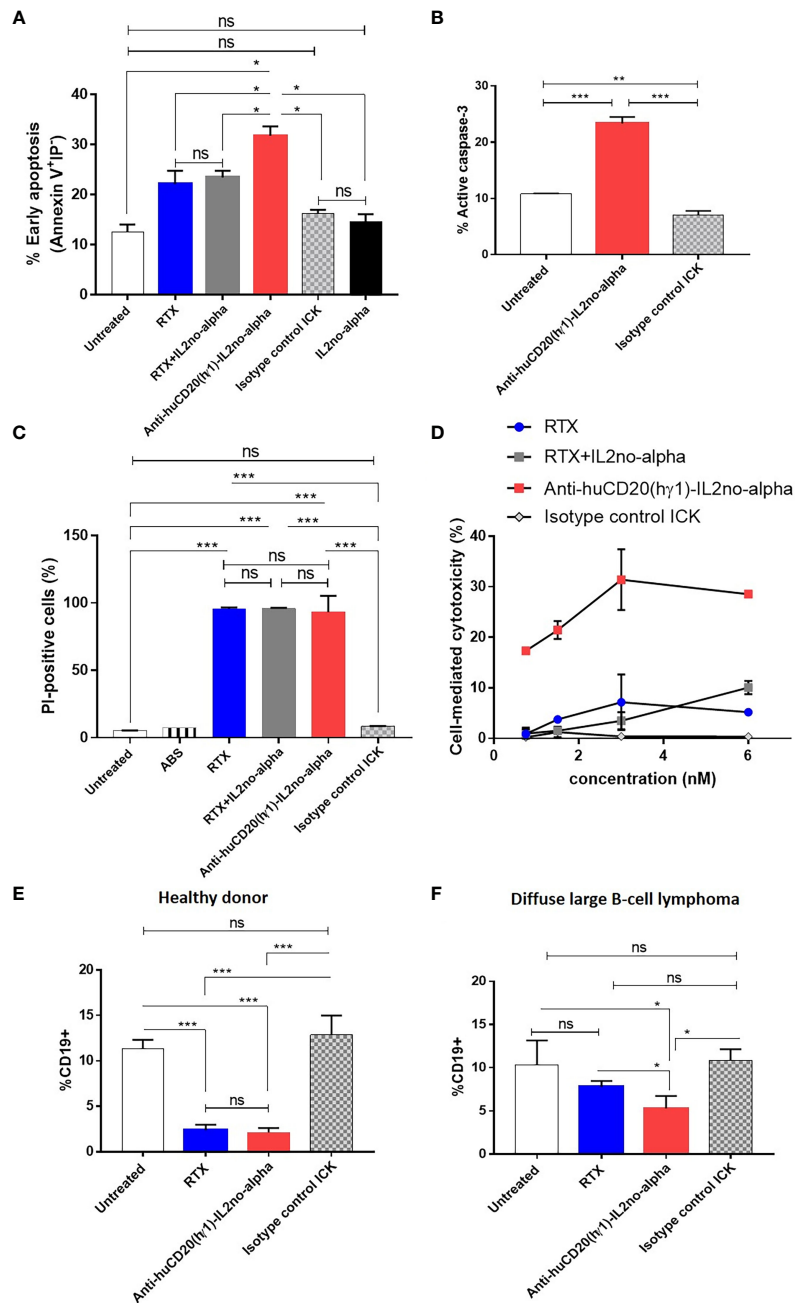 A
ns
ns
*
*
*
*
*
ns
ns
% Early apoptosis
(Annexin V+IP-)
40
30
20
10
0
Untreated
RTX
RTX+IL2no-alpha
Anti-huCD20(hγ1)-IL2no-alpha
Isotype control ICK
IL2no-alpha
B
**
***
***
% Active caspase-3
30
20
10
0
Untreated
Anti-huCD20(hγ1)-IL2no-alpha
Isotype control ICK
C
ns
***
***
***
***
***
***
ns
ns
ns
PI-positive cells (%)
150
100
50
0
Untreated
ABS
RTX
RTX+IL2no-alpha
Anti-huCD20(hγ1)-IL2no-alpha
Isotype control ICK
D
RTX
RTX+IL2no-alpha
Anti-huCD20(hγ1)-IL2no-alpha
Isotype control ICK
Cell-mediated cytotoxicity (%)
40
30
20
10
0
0
2
4
6
concentration (nM)
E
Healthy donor
ns
***
***
***
***
ns
%CD19+
20
15
10
5
0
Untreated
RTX
Anti-huCD20(hγ1)-IL2no-alpha
Isotype control ICK
F
Diffuse large B-cell lymphoma
ns
ns
*
ns
*
*
%CD19+
20
15
10
5
0
Untreated
RTX
Anti-huCD20(hγ1)-IL2no-alpha
Isotype control ICK